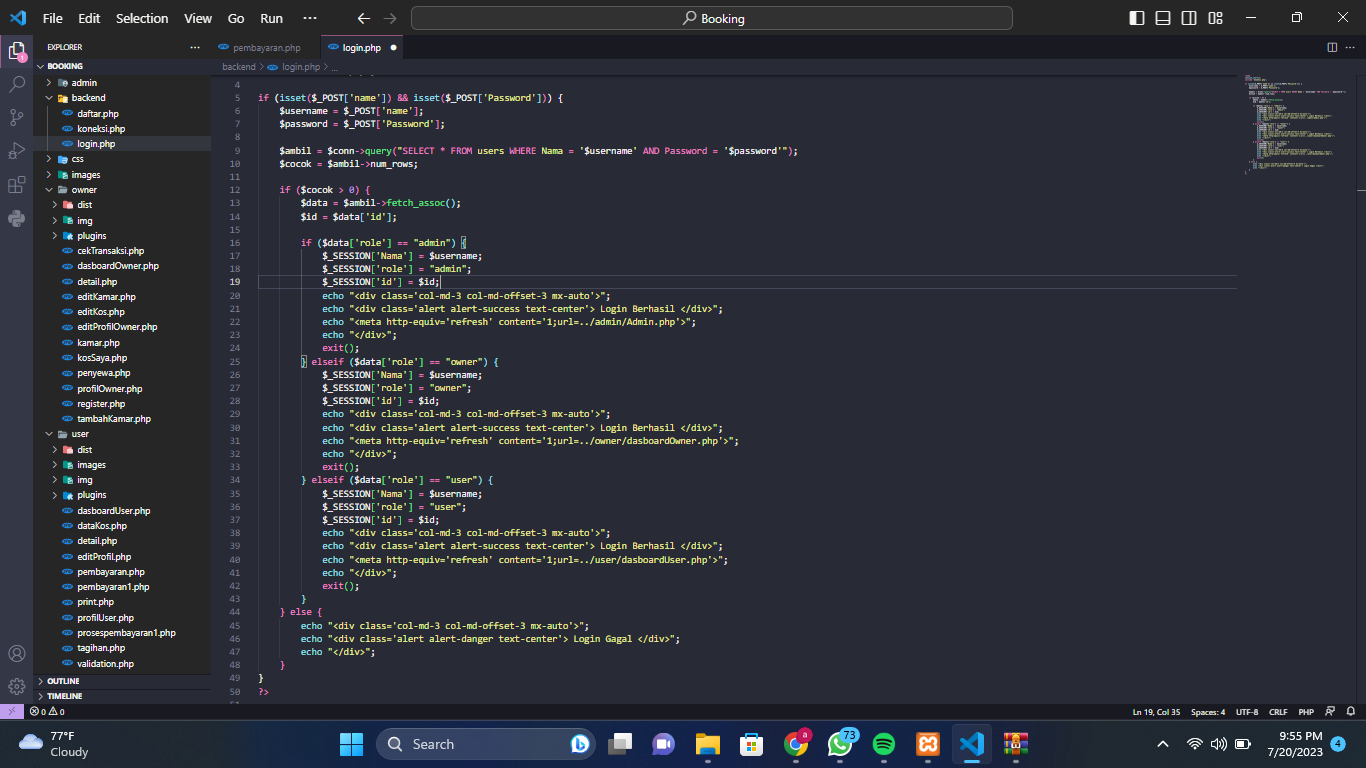 File Edit Selection View Go Run ··· Booking
EXPLORER ···
BOOKING
admin
backend
daftar.php
koneksi.php
login.php
css
images
owner
dist
img
plugins
cekTransaksi.php
dasboardOwner.php
detail.php
editKamar.php
editKos.php
editProfilOwner.php
kamar.php
kosSaya.php
penyewa.php
profilOwner.php
register.php
tambahKamar.php
user
dist
images
img
plugins
dasboardUser.php
dataKos.php
detail.php
editProfil.php
pembayaran.php
pembayaran1.php
print.php
profilUser.php
prosespembayaran1.php
tagihan.php
validation.php
OUTLINE
TIMELINE
pembayaran.php login.php
backend > login.php > ...
4
5 if (isset($_POST['name']) && isset($_POST['Password'])) {
6 $username = $_POST['name'];
7 $password = $_POST['Password'];
8
9 $ambil = $conn->query("SELECT * FROM users WHERE Nama = '$username' AND Password = '$password'");
10 $cocok = $ambil->num_rows;
11
12 if ($cocok > 0) {
13 $data = $ambil->fetch_assoc();
14 $id = $data['id'];
15
16 if ($data['role'] == "admin") {
17 $_SESSION['Nama'] = $username;
18 $_SESSION['role'] = "admin";
19 $_SESSION['id'] = $id;
20 echo "<div class='col-md-3 col-md-offset-3 mx-auto'>";
21 echo "<div class='alert alert-success text-center'> Login Berhasil </div>";
22 echo "<meta http-equiv='refresh' content='1;url=../admin/Admin.php'>";
23 echo "</div>";
24 exit();
25 } elseif ($data['role'] == "owner") {
26 $_SESSION['Nama'] = $username;
27 $_SESSION['role'] = "owner";
28 $_SESSION['id'] = $id;
29 echo "<div class='col-md-3 col-md-offset-3 mx-auto'>";
30 echo "<div class='alert alert-success text-center'> Login Berhasil </div>";
31 echo "<meta http-equiv='refresh' content='1;url=../owner/dasboardOwner.php'>";
32 echo "</div>";
33 exit();
34 } elseif ($data['role'] == "user") {
35 $_SESSION['Nama'] = $username;
36 $_SESSION['role'] = "user";
37 $_SESSION['id'] = $id;
38 echo "<div class='col-md-3 col-md-offset-3 mx-auto'>";
39 echo "<div class='alert alert-success text-center'> Login Berhasil </div>";
40 echo "<meta http-equiv='refresh' content='1;url=../user/dasboardUser.php'>";
41 echo "</div>";
42 exit();
43 }
44 } else {
45 echo "<div class='col-md-3 col-md-offset-3 mx-auto'>";
46 echo "<div class='alert alert-danger text-center'> Login Gagal </div>";
47 echo "</div>";
48 }
49 }
50 ?>
0 0 Ln 19, Col 35 Spaces: 4 UTF-8 CRLF PHP
77°F
Cloudy
Search
a
73
9:55 PM
7/20/2023
4